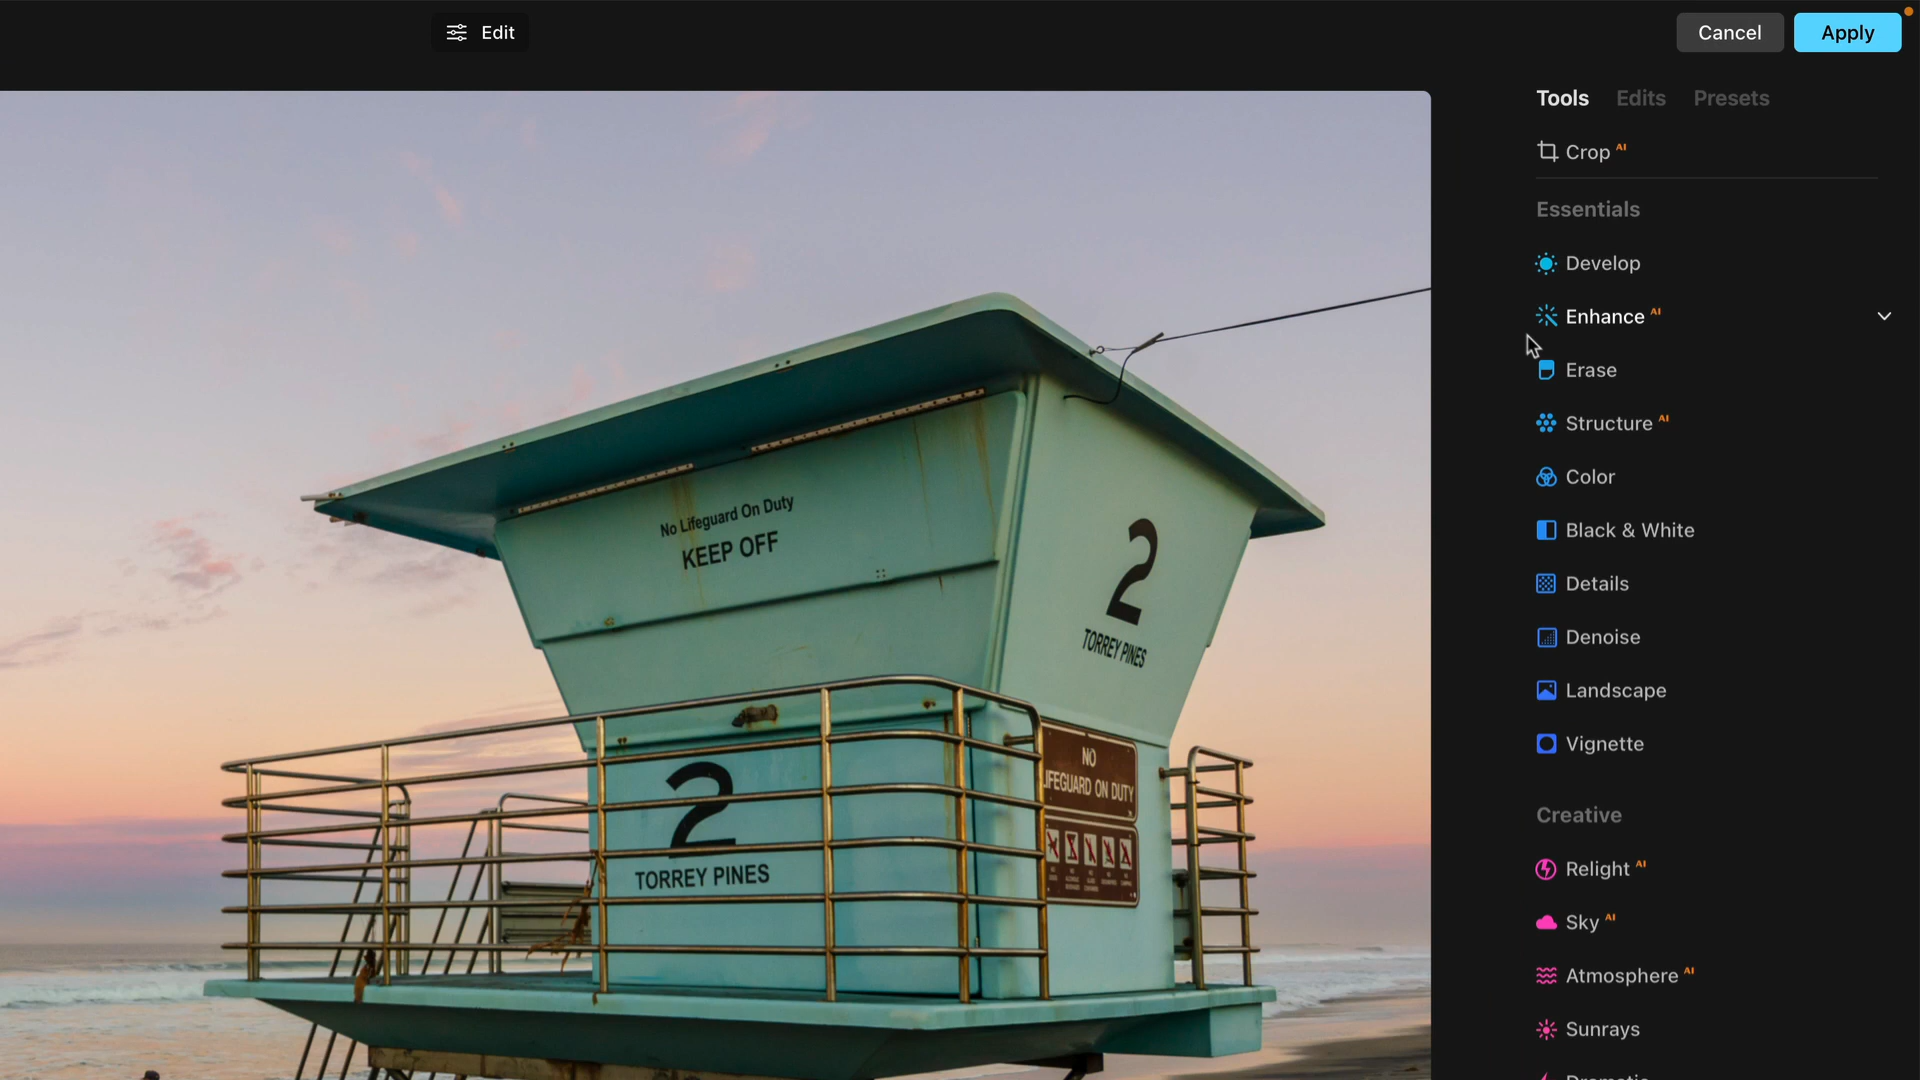 Edit
Cancel
Apply
Tools Edits Presets
Crop AI
Essentials
Develop
Enhance AI
Erase
Structure AI
Color
Black & White
Details
Denoise
Landscape
Vignette
Creative
Relight AI
Sky AI
Atmosphere AI
Sunrays
No Lifeguard On Duty
KEEP OFF
2
TORREY PINES
2
TORREY PINES
NO
LIFEGUARD ON DUTY